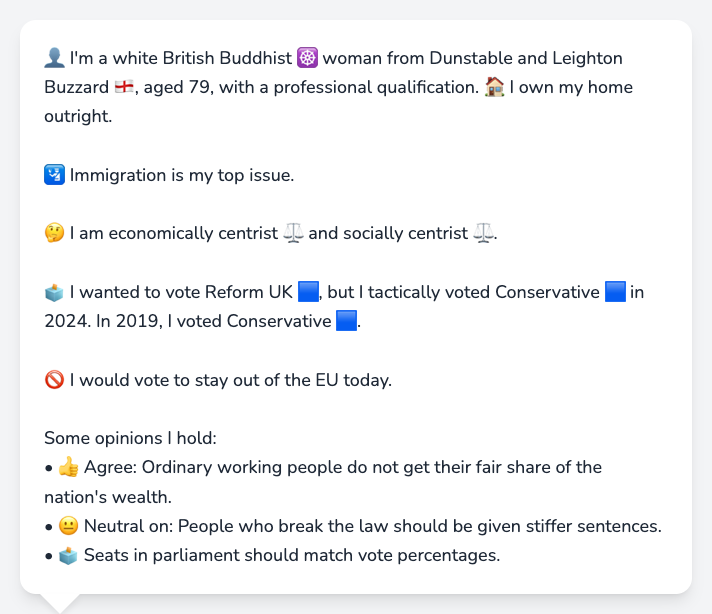 👤 I'm a white British Buddhist ☸️ woman from Dunstable and Leighton
Buzzard 🏴󠁧󠁢󠁥󠁮󠁧󠁿, aged 79, with a professional qualification. 🏠 I own my home
outright.
🛂 Immigration is my top issue.
🤔 I am economically centrist ⚖️ and socially centrist ⚖️.
🗳️ I wanted to vote Reform UK 🟦, but I tactically voted Conservative 🟦 in
2024. In 2019, I voted Conservative 🟦.
🚫 I would vote to stay out of the EU today.
Some opinions I hold:
• 👍 Agree: Ordinary working people do not get their fair share of the
nation's wealth.
• 😐 Neutral on: People who break the law should be given stiffer sentences.
• 🗳️ Seats in parliament should match vote percentages.